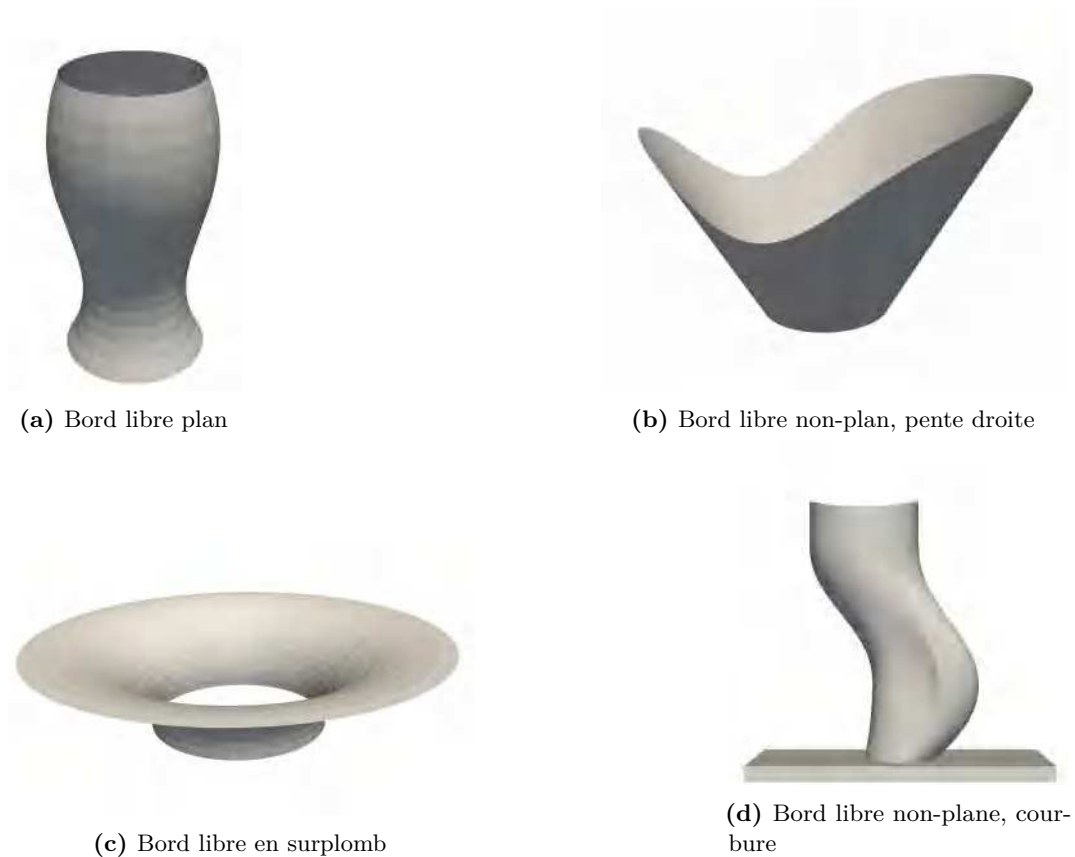 (a) Bord libre plan
(b) Bord libre non-plan, pente droite
(c) Bord libre en surplomb
(d) Bord libre non-plane, cour-
bure